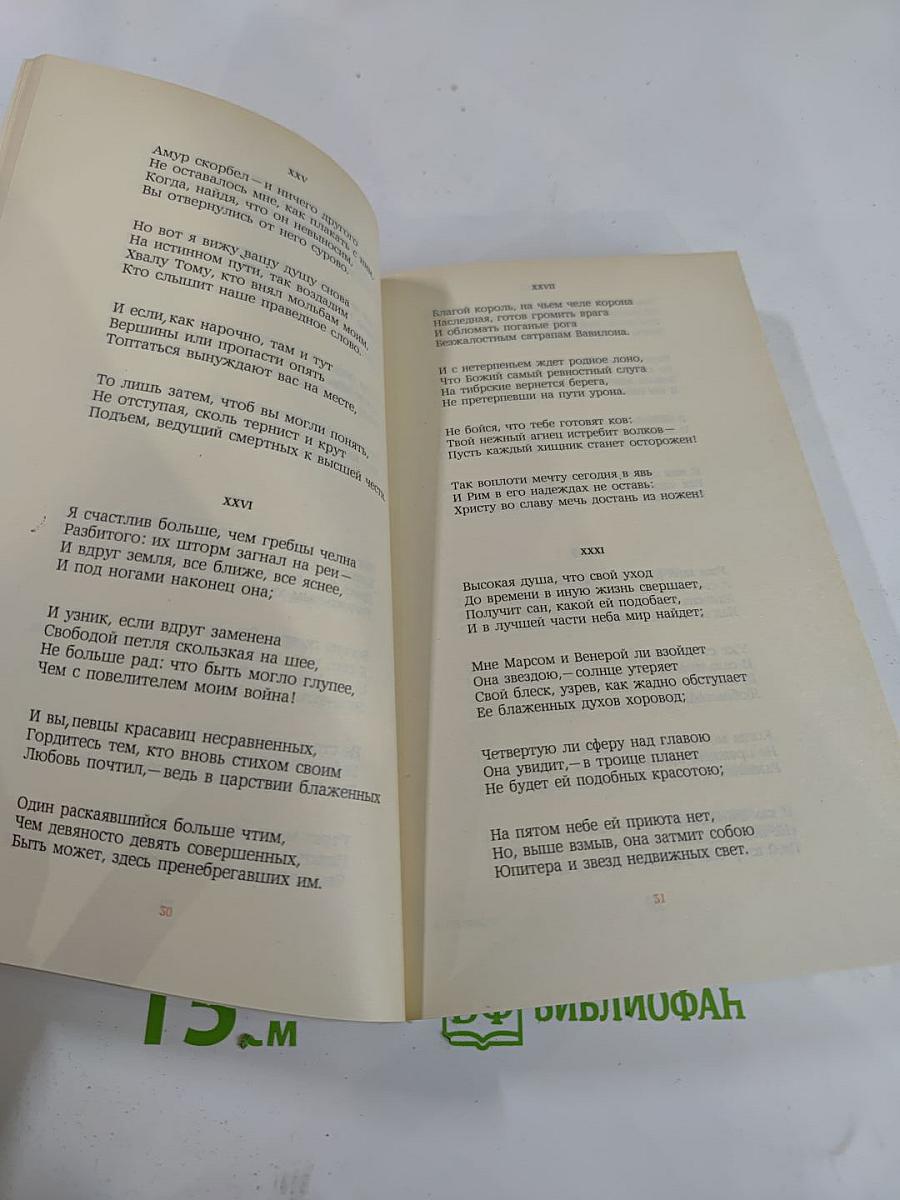 XXV
Амур скорбел — и ничего другого
Не оставалось мне, как плакать с ним,
Когда, найдя, что он невыносим,
Вы отвернулись от него сурово.
Но вот я вижу вашу душу снова
На истинном пути, так воздадим
Хвалу Тому, кто внял мольбам моим,
Кто слышит наше праведное слово.
И если, как нарочно, там и тут
Вершины или пропасти опять
Топтаться вынуждают вас на месте,
То лишь затем, чтоб вы могли понять,
Не отступая, сколь тернист и крут
Подъем, ведущий смертных к высшей чести.
XXVI
Я счастлив больше, чем гребцы челна
Разбитого: их шторм загнал на реи —
И вдруг земля, все ближе, все яснее,
И под ногами наконец она;
И узник, если вдруг заменена
Свободой петля скользкая на шее,
Не больше рад: что быть могло глупее,
Чем с повелителем моим война!
И вы, певцы красавиц несравненных,
Гордитесь тем, кто вновь стихом своим
Любовь почтил, — ведь в царствии блаженных
Один раскаявшийся больше чтим,
Чем девяносто девять совершенных,
Быть может, здесь пренебрегавших им.
30
XXVII
Благой король, на чьем челе корона
Наследная, готов громить врага
И обломать поганые рога
Безжалостным сатрапам Вавилона.
И с нетерпеньем ждет родное лоно,
Что Божий самый ревностный слуга
На тибрские вернется берега,
Не претерпевши на пути урона.
Не бойся, что тебе готовят ков:
Твой нежный агнец истребит волков —
Пусть каждый хищник станет осторожен!
Так воплоти мечту сегодня в явь
И Рим в его надеждах не оставь:
Христу во славу меч достань из ножен!
XXXI
Высокая душа, что свой уход
До времени в иную жизнь свершает,
Получит сан, какой ей подобает,
И в лучшей части неба мир найдет;
Мне Марсом и Венерой ли взойдет
Она звездою, — солнце утеряет
Свой блеск, узрев, как жадно обступает
Ее блаженных духов хоровод;
Четвертую ли сферу над главою
Она увидит, — в троице планет
Не будет ей подобных красотою;
На пятом небе ей приюта нет,
Но, выше взмыв, она затмит собою
Юпитера и звезд недвижных свет.
31
15 см
БФ БИБЛИОФАН